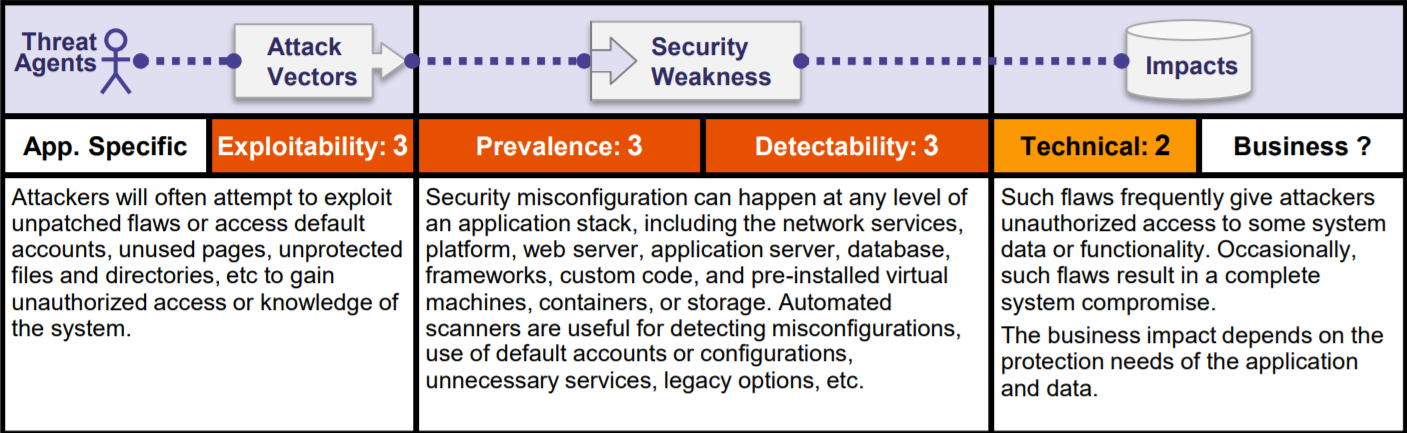 Threat
Agents
Attack
Vectors
Security
Weakness
Impacts
App. Specific
Exploitability: 3
Prevalence: 3
Detectability: 3
Technical: 2
Business ?
Attackers will often attempt to exploit
unpatched flaws or access default
accounts, unused pages, unprotected
files and directories, etc to gain
unauthorized access or knowledge of
the system.
Security misconfiguration can happen at any level of
an application stack, including the network services,
platform, web server, application server, database,
frameworks, custom code, and pre-installed virtual
machines, containers, or storage. Automated
scanners are useful for detecting misconfigurations,
use of default accounts or configurations,
unnecessary services, legacy options, etc.
Such flaws frequently give attackers
unauthorized access to some system
data or functionality. Occasionally,
such flaws result in a complete
system compromise.
The business impact depends on the
protection needs of the application
and data.